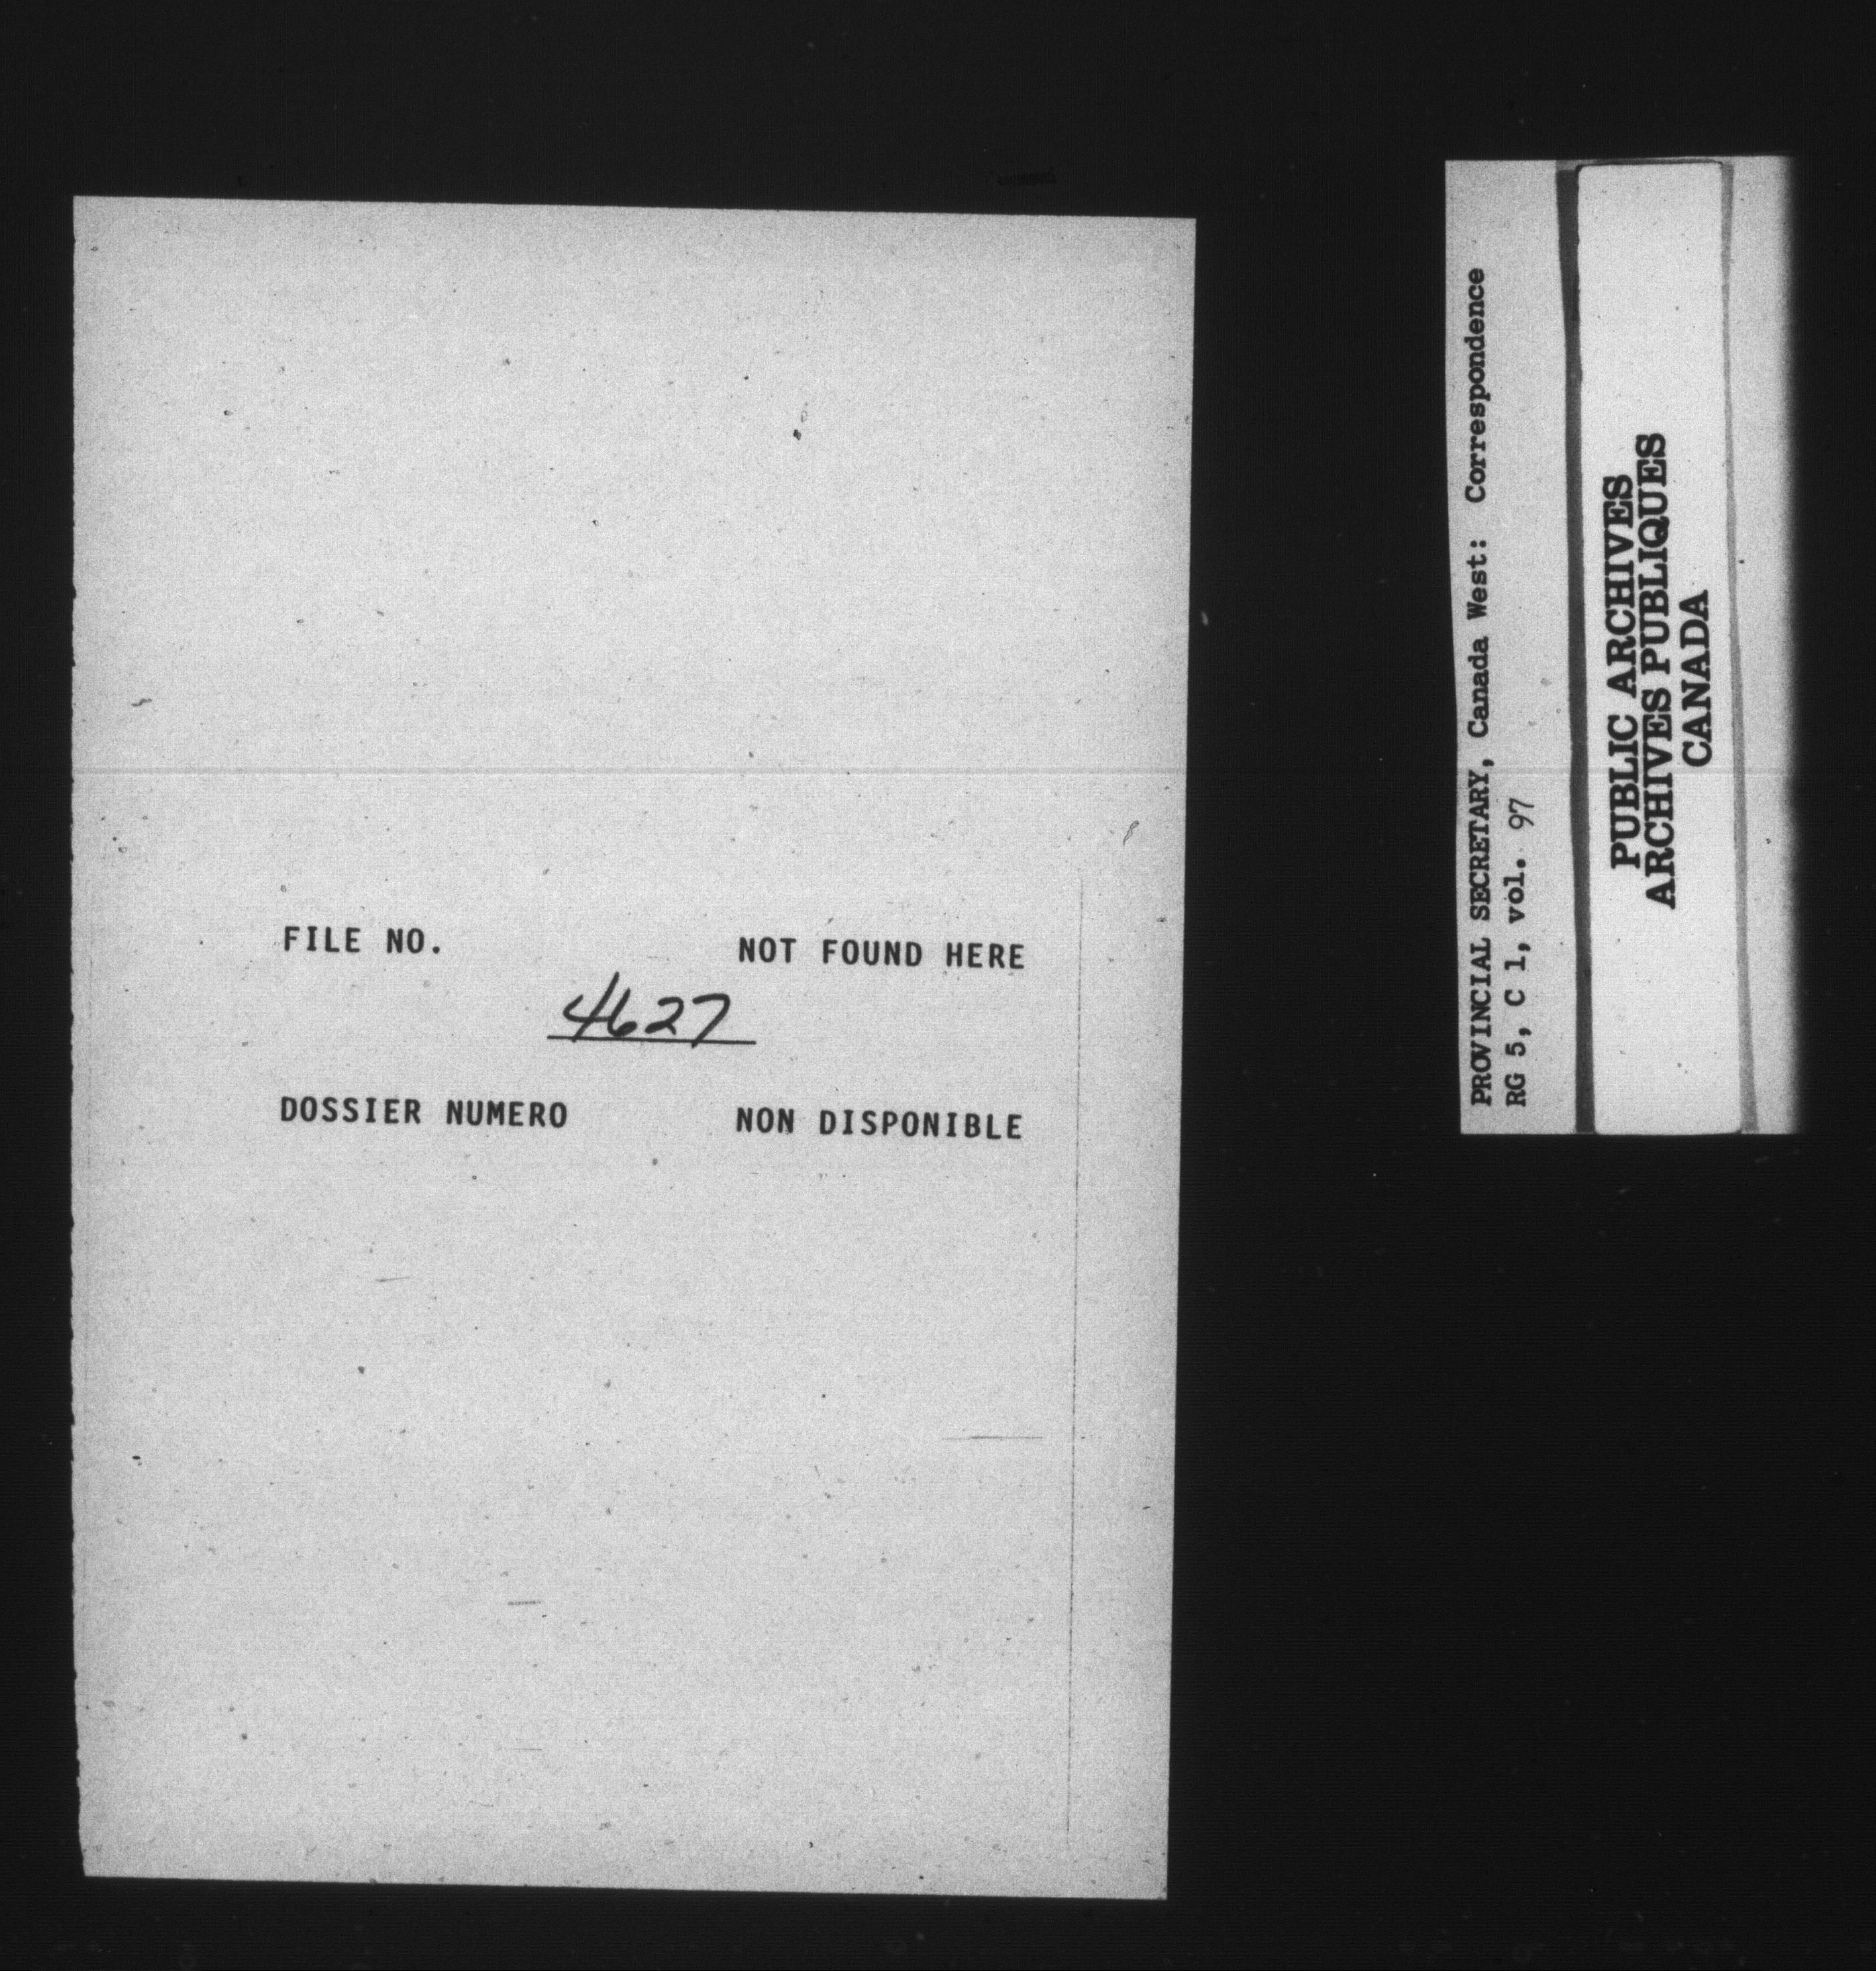 FILE NO. NOT FOUND HERE
4627
DOSSIER NUMERO NON DISPONIBLE
PROVINCIAL SECRETARY, Canada West: Correspondence
RG 5, C 1, vol. 97
PUBLIC ARCHIVES
ARCHIVES PUBLIQUES
CANADA